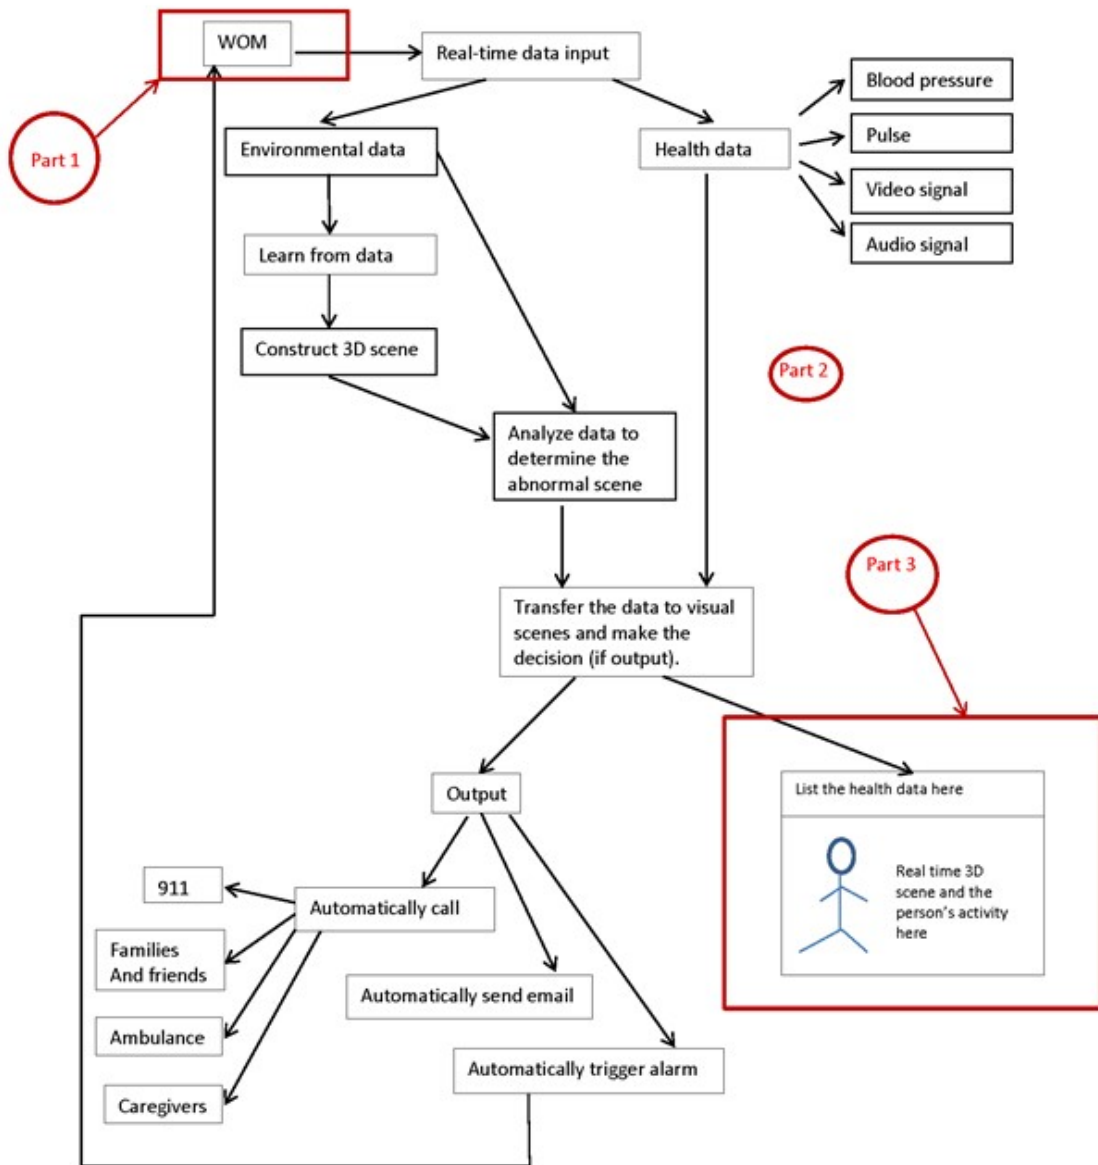 WOM
Real-time data input
Part 1
Environmental data
Health data
Blood pressure
Pulse
Video signal
Audio signal
Learn from data
Construct 3D scene
Part 2
Analyze data to
determine the
abnormal scene
Part 3
Transfer the data to visual
scenes and make the
decision (if output).
Output
List the health data here
Real time 3D
scene and the
person's activity
here
911
Automatically call
Families
And friends
Automatically send email
Ambulance
Automatically trigger alarm
Caregivers